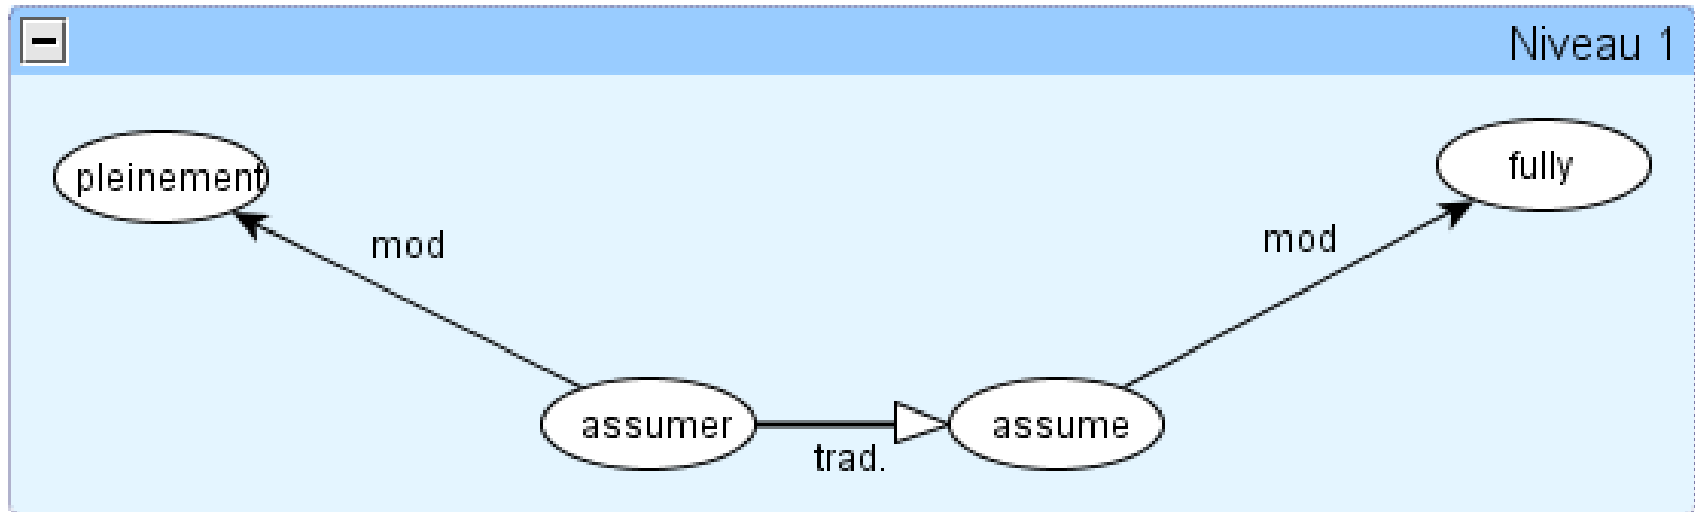 Niveau 1
pleinement
fully
mod
mod
assumer
assume
trad.